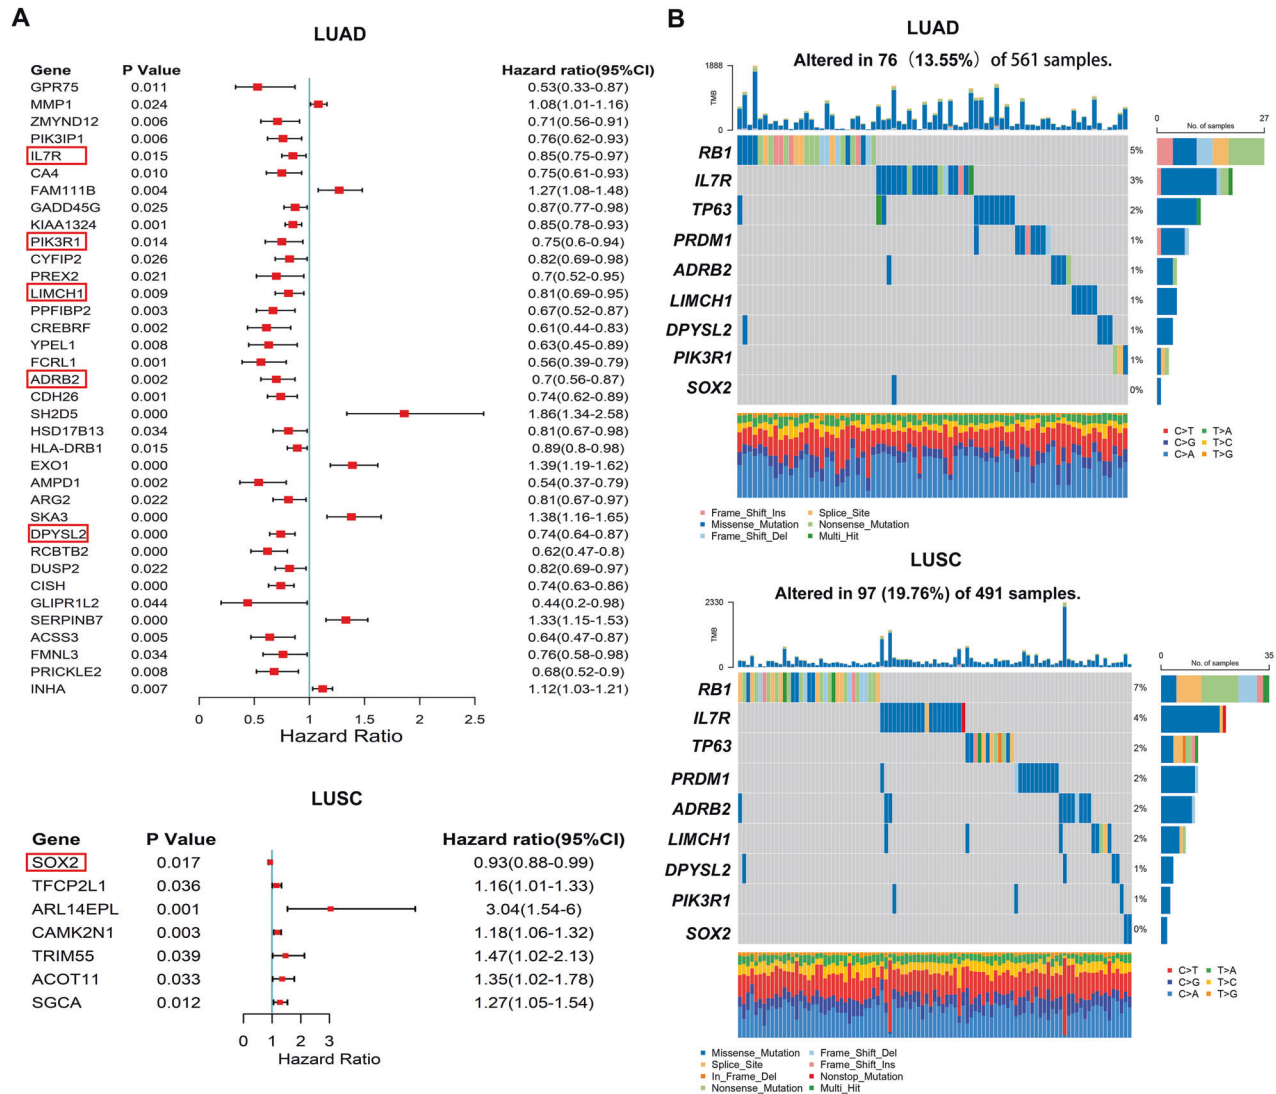 A
LUAD
Gene P Value Hazard ratio(95%CI)
GPR75 0.011 0.53(0.33-0.87)
MMP1 0.024 1.08(1.01-1.16)
ZMYND12 0.006 0.71(0.56-0.91)
PIK3IP1 0.006 0.76(0.62-0.93)
IL7R 0.015 0.85(0.75-0.97)
CA4 0.010 0.75(0.61-0.93)
FAM111B 0.004 1.27(1.08-1.48)
GADD45G 0.025 0.87(0.77-0.98)
KIAA1324 0.001 0.85(0.78-0.93)
PIK3R1 0.014 0.75(0.6-0.94)
CYFIP2 0.026 0.82(0.69-0.98)
PREX2 0.021 0.7(0.52-0.95)
LIMCH1 0.009 0.81(0.69-0.95)
PPFIBP2 0.003 0.67(0.52-0.87)
CREBRF 0.002 0.61(0.44-0.83)
YPEL1 0.008 0.63(0.45-0.89)
FCRL1 0.001 0.56(0.39-0.79)
ADRB2 0.002 0.7(0.56-0.87)
CDH26 0.001 0.74(0.62-0.89)
SH2D5 0.000 1.86(1.34-2.58)
HSD17B13 0.034 0.81(0.67-0.98)
HLA-DRB1 0.015 0.89(0.8-0.98)
EXO1 0.000 1.39(1.19-1.62)
AMPD1 0.002 0.54(0.37-0.79)
ARG2 0.022 0.81(0.67-0.97)
SKA3 0.000 1.38(1.16-1.65)
DPYSL2 0.000 0.74(0.64-0.87)
RCBTB2 0.000 0.62(0.47-0.8)
DUSP2 0.022 0.82(0.69-0.97)
CISH 0.000 0.74(0.63-0.86)
GLIPR1L2 0.044 0.44(0.2-0.98)
SERPINB7 0.000 1.33(1.15-1.53)
ACSS3 0.005 0.64(0.47-0.87)
FMNL3 0.034 0.76(0.58-0.98)
PRICKLE2 0.008 0.68(0.52-0.9)
INHA 0.007 1.12(1.03-1.21)
0 0.5 1 1.5 2 2.5
Hazard Ratio
LUSC
Gene P Value Hazard ratio(95%CI)
SOX2 0.017 0.93(0.88-0.99)
TFCP2L1 0.036 1.16(1.01-1.33)
ARL14EPL 0.001 3.04(1.54-6)
CAMK2N1 0.003 1.18(1.06-1.32)
TRIM55 0.039 1.47(1.02-2.13)
ACOT11 0.033 1.35(1.02-1.78)
SGCA 0.012 1.27(1.05-1.54)
0 1 2 3
Hazard Ratio
B
LUAD
Altered in 76 (13.55%) of 561 samples.
1888
TMB
0
0 27
No. of samples
RB1 5%
IL7R 3%
TP63 2%
PRDM1 1%
ADRB2 1%
LIMCH1 1%
DPYSL2 1%
PIK3R1 1%
SOX2 0%
C>T T>A
C>G T>C
C>A T>G
Frame_Shift_Ins Splice_Site
Missense_Mutation Nonsense_Mutation
Frame_Shift_Del Multi_Hit
LUSC
Altered in 97 (19.76%) of 491 samples.
2330
TMB
0
0 35
No. of samples
RB1 7%
IL7R 4%
TP63 2%
PRDM1 2%
ADRB2 2%
LIMCH1 2%
DPYSL2 1%
PIK3R1 1%
SOX2 0%
C>T T>A
C>G T>C
C>A T>G
Missense_Mutation Frame_Shift_Del
Splice_Site Frame_Shift_Ins
In_Frame_Del Nonstop_Mutation
Nonsense_Mutation Multi_Hit